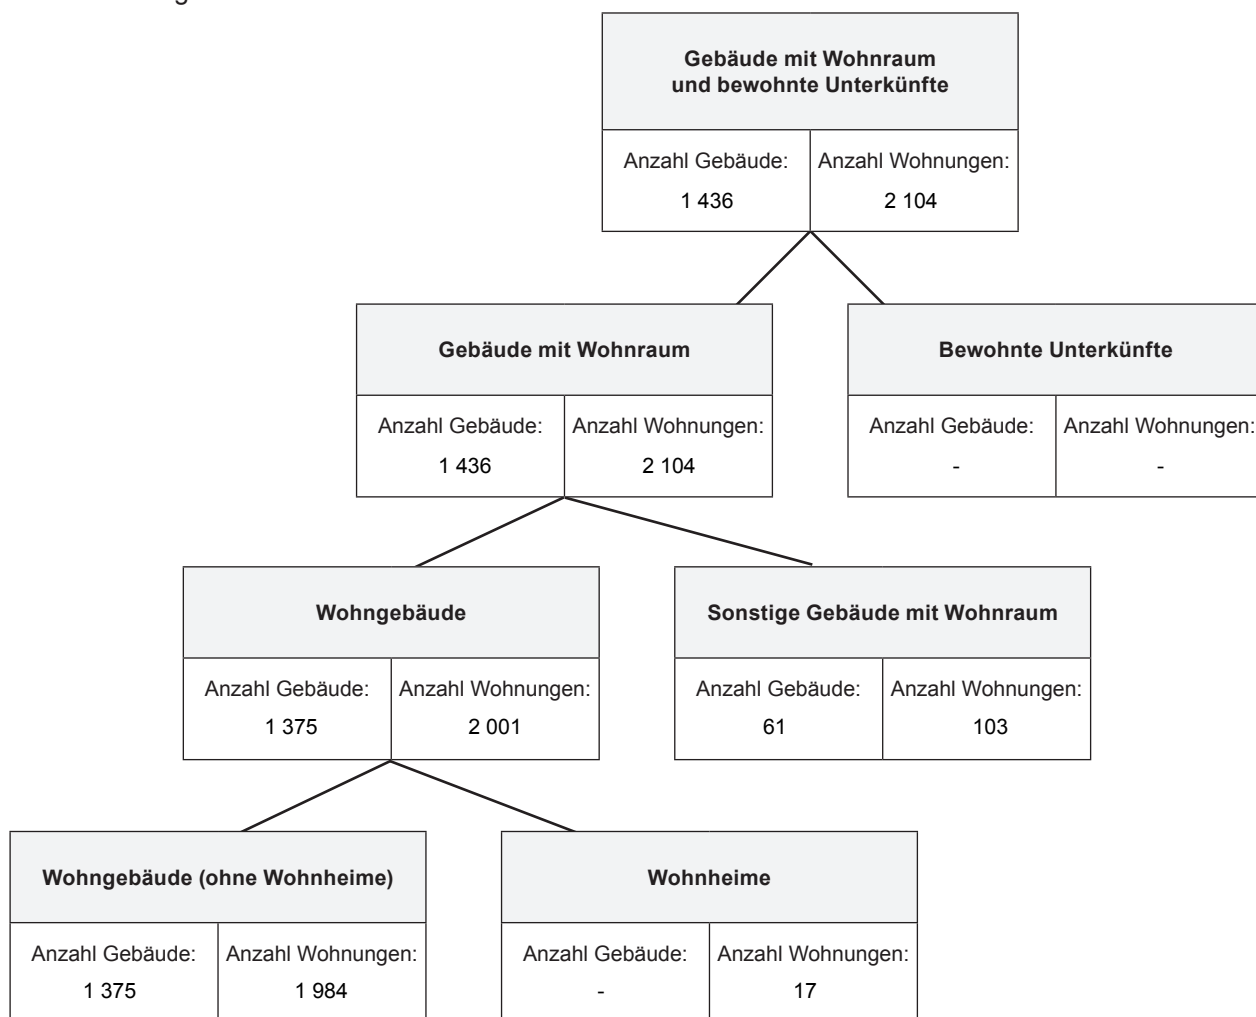 Gebäude mit Wohnraum
und bewohnte Unterkünfte
Anzahl Gebäude: Anzahl Wohnungen:
1 436 2 104
Gebäude mit Wohnraum
Anzahl Gebäude: Anzahl Wohnungen:
1 436 2 104
Bewohnte Unterkünfte
Anzahl Gebäude: Anzahl Wohnungen:
- -
Wohngebäude
Anzahl Gebäude: Anzahl Wohnungen:
1 375 2 001
Sonstige Gebäude mit Wohnraum
Anzahl Gebäude: Anzahl Wohnungen:
61 103
Wohngebäude (ohne Wohnheime)
Anzahl Gebäude: Anzahl Wohnungen:
1 375 1 984
Wohnheime
Anzahl Gebäude: Anzahl Wohnungen:
- 17